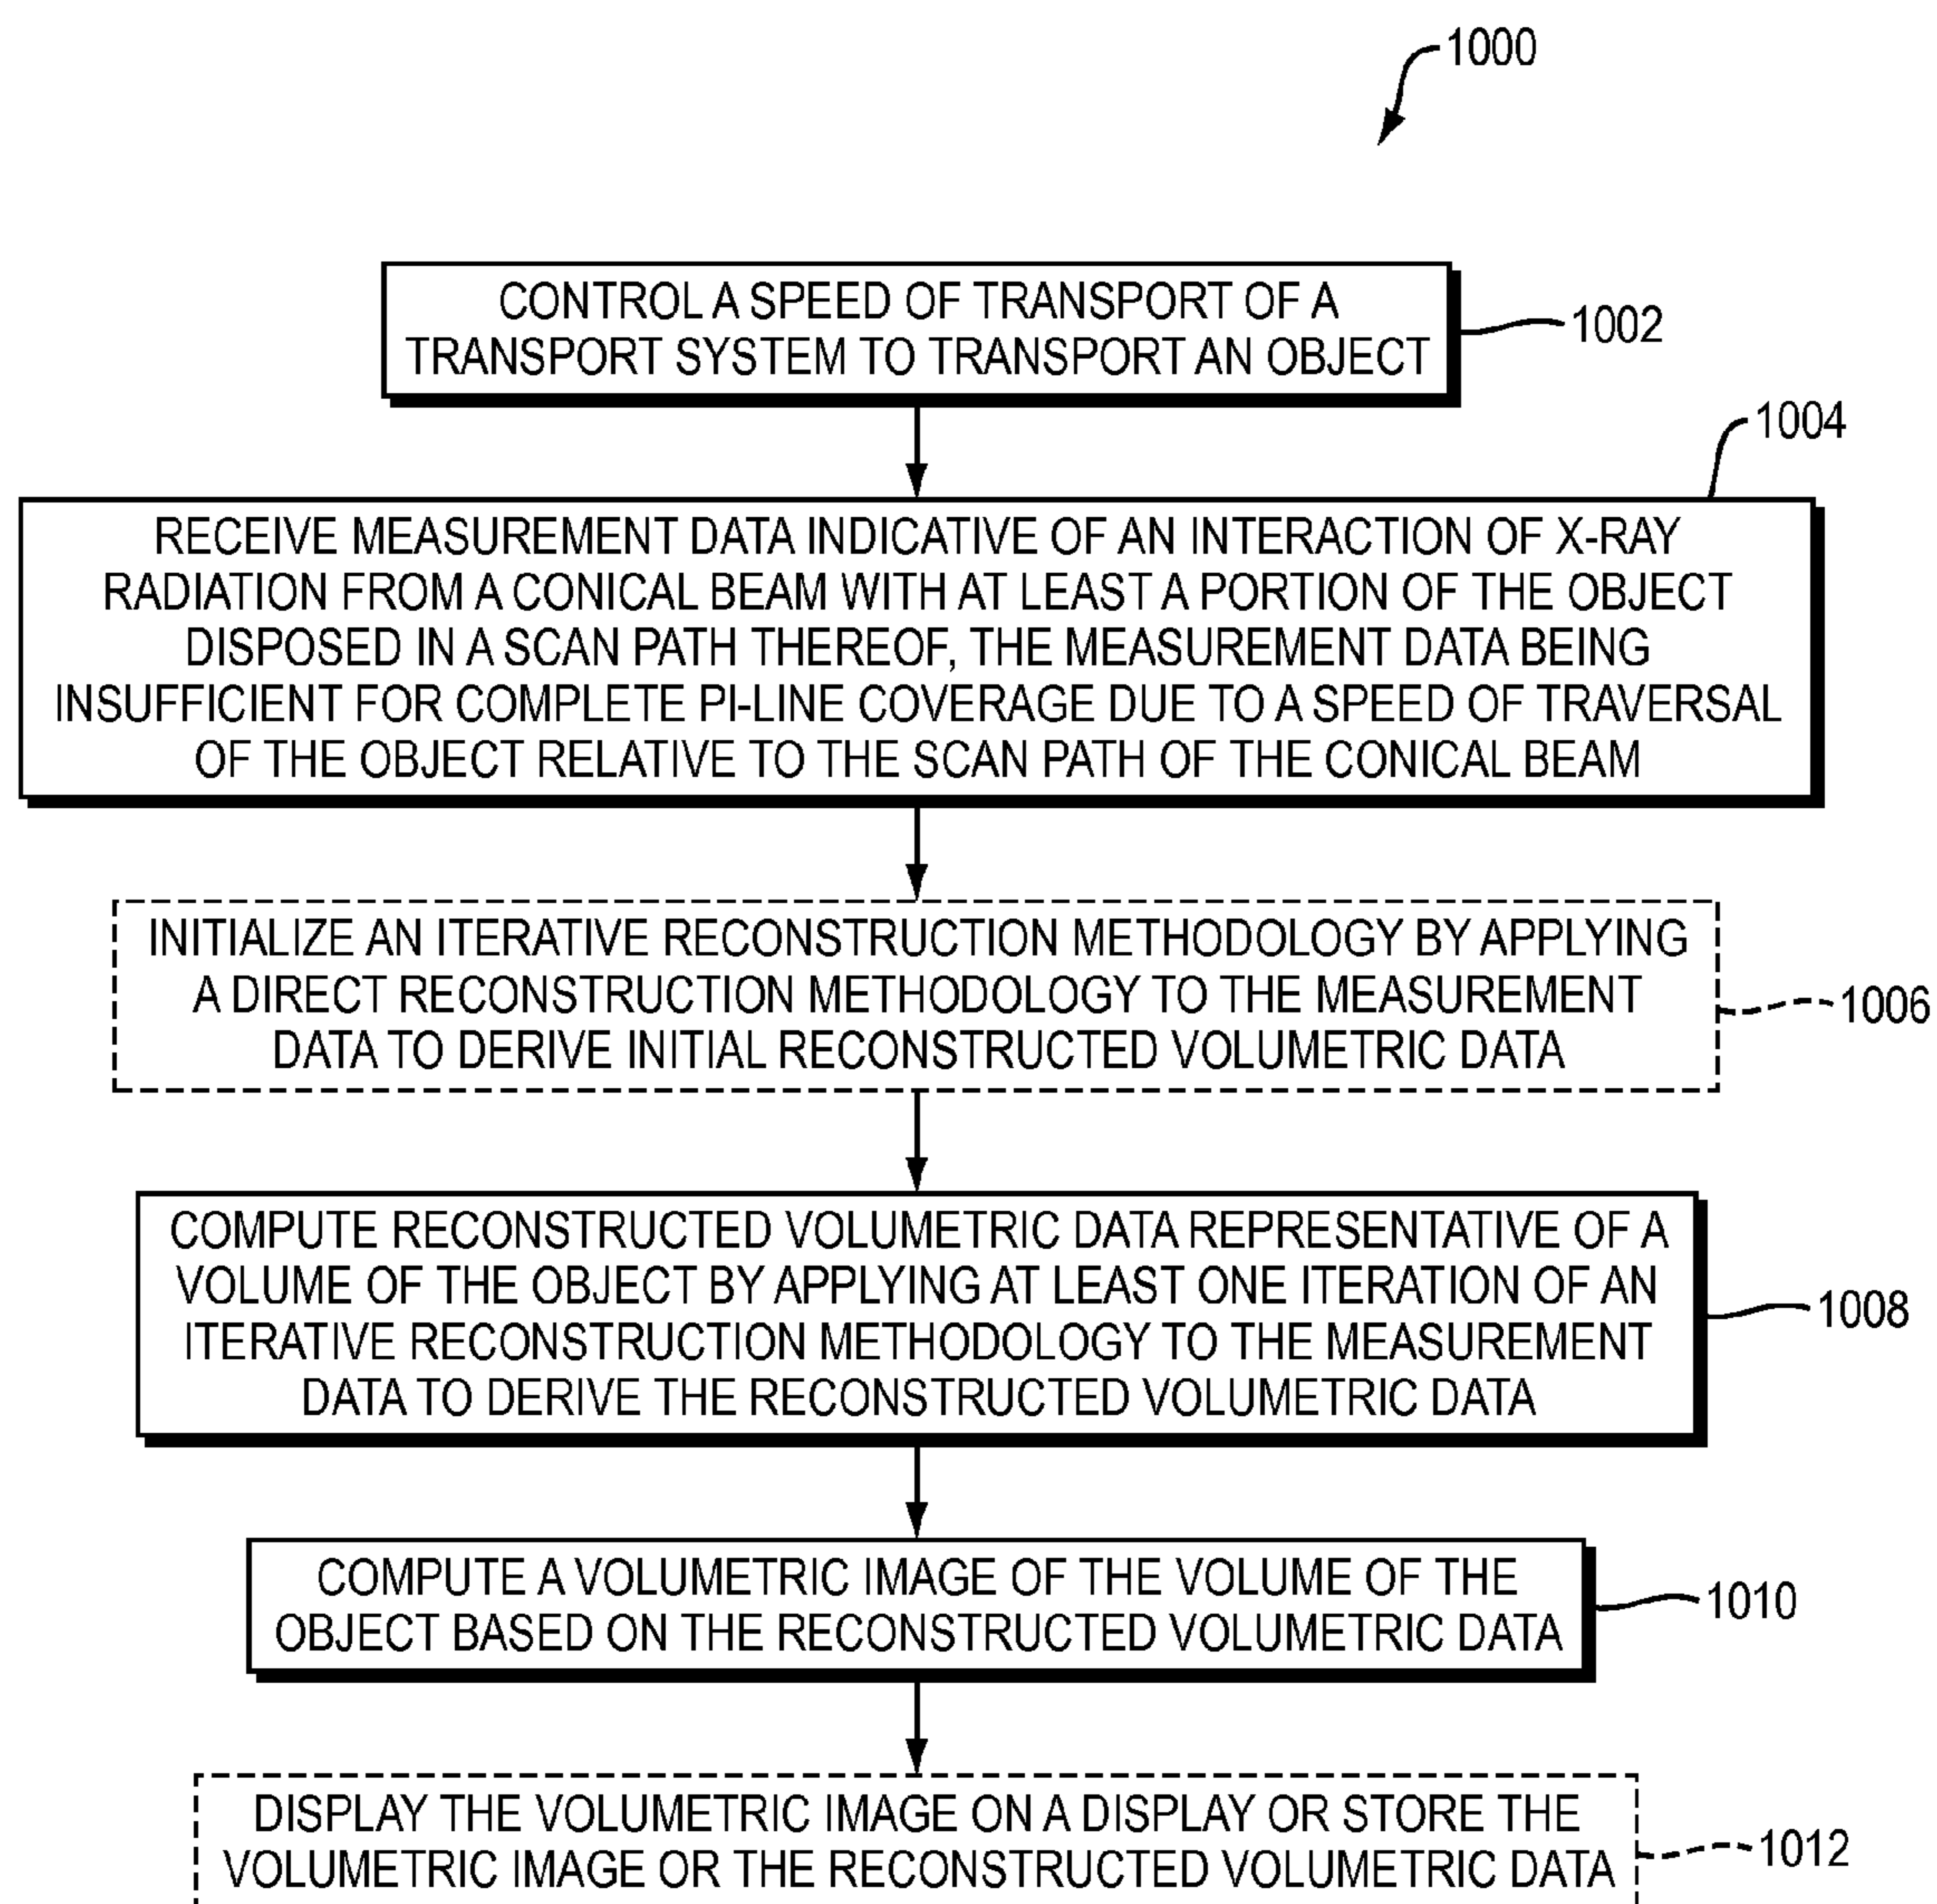 1000
CONTROL A SPEED OF TRANSPORT OF A
TRANSPORT SYSTEM TO TRANSPORT AN OBJECT
1002
1004
RECEIVE MEASUREMENT DATA INDICATIVE OF AN INTERACTION OF X-RAY
RADIATION FROM A CONICAL BEAM WITH AT LEAST A PORTION OF THE OBJECT
DISPOSED IN A SCAN PATH THEREOF, THE MEASUREMENT DATA BEING
INSUFFICIENT FOR COMPLETE PI-LINE COVERAGE DUE TO A SPEED OF TRAVERSAL
OF THE OBJECT RELATIVE TO THE SCAN PATH OF THE CONICAL BEAM
INITIALIZE AN ITERATIVE RECONSTRUCTION METHODOLOGY BY APPLYING
A DIRECT RECONSTRUCTION METHODOLOGY TO THE MEASUREMENT
DATA TO DERIVE INITIAL RECONSTRUCTED VOLUMETRIC DATA
1006
COMPUTE RECONSTRUCTED VOLUMETRIC DATA REPRESENTATIVE OF A
VOLUME OF THE OBJECT BY APPLYING AT LEAST ONE ITERATION OF AN
ITERATIVE RECONSTRUCTION METHODOLOGY TO THE MEASUREMENT
DATA TO DERIVE THE RECONSTRUCTED VOLUMETRIC DATA
1008
COMPUTE A VOLUMETRIC IMAGE OF THE VOLUME OF THE
OBJECT BASED ON THE RECONSTRUCTED VOLUMETRIC DATA
1010
DISPLAY THE VOLUMETRIC IMAGE ON A DISPLAY OR STORE THE
VOLUMETRIC IMAGE OR THE RECONSTRUCTED VOLUMETRIC DATA
1012